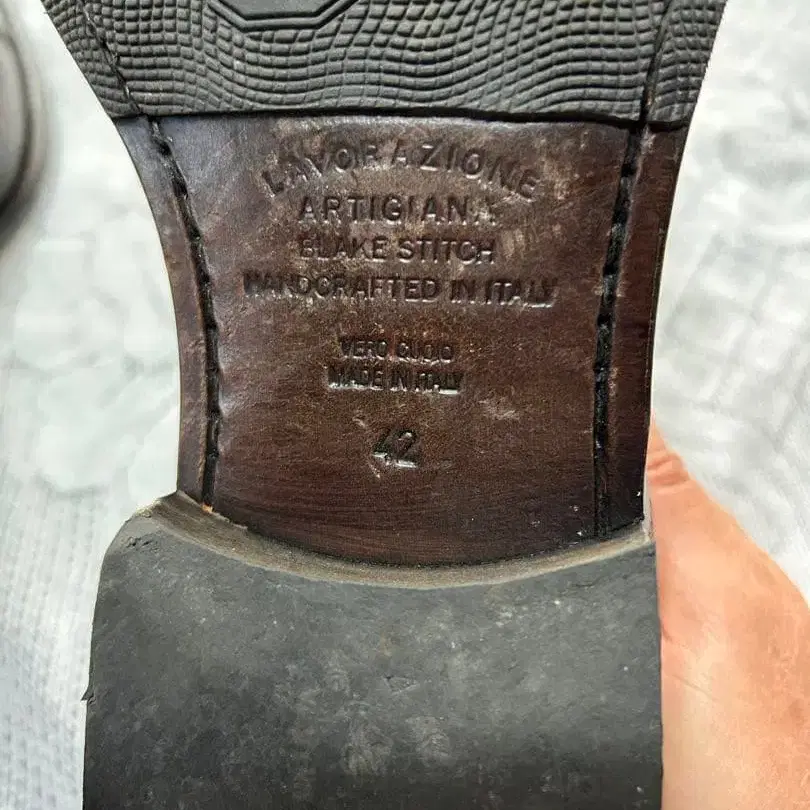 LAVORAZIONE
ARTIGIANA
BLAKE STITCH
HANDCRAFTED IN ITALY
VERO CUOIO
MADE IN ITALY
42